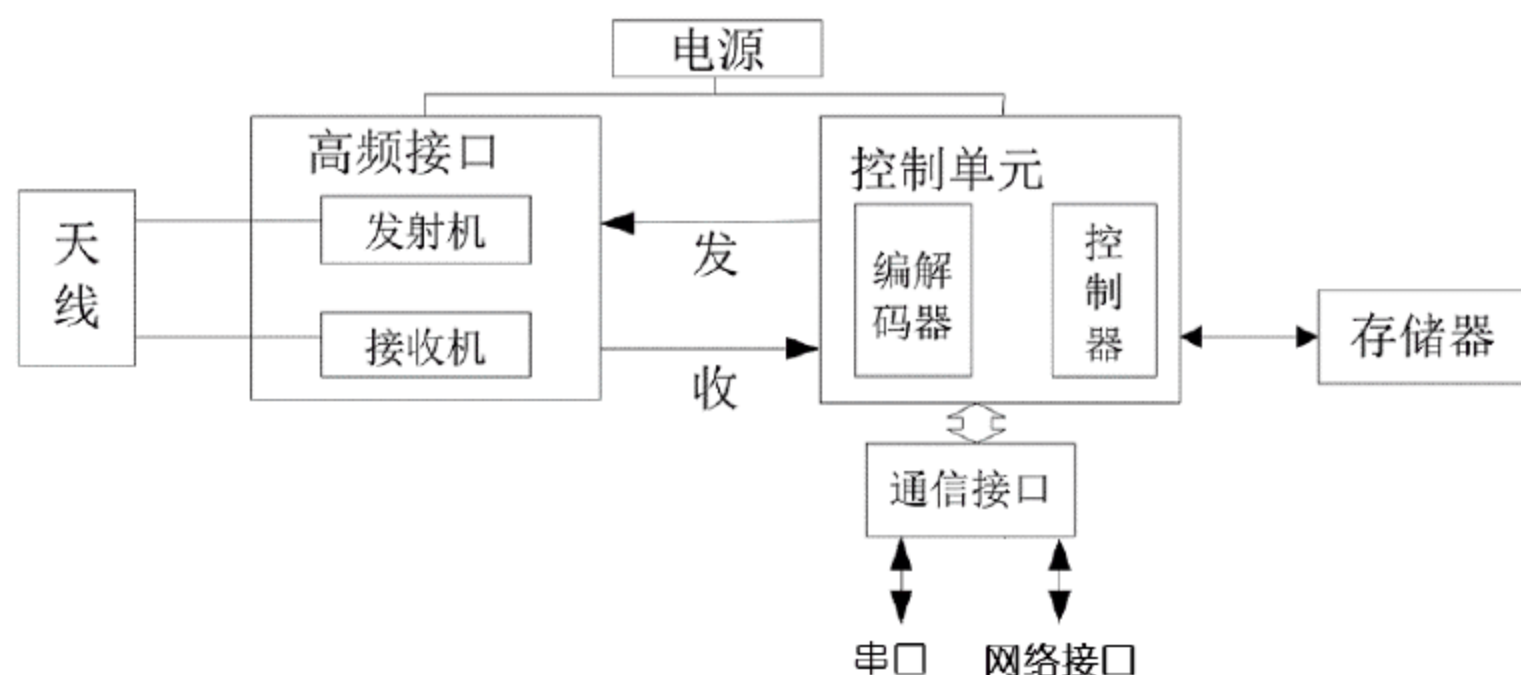 电源
高频接口
控制单元
天
线
发射机
接收机
发
收
编解
码器
控
制
器
存储器
通信接口
串口
网络接口